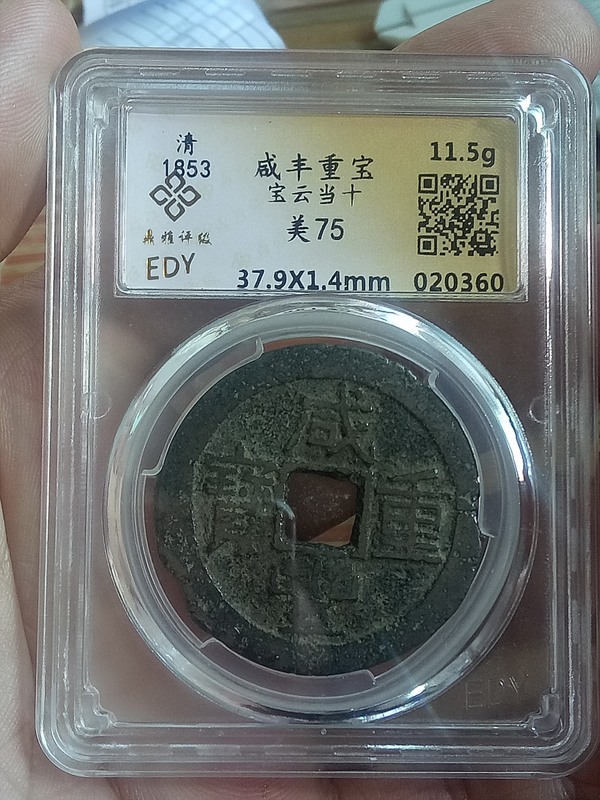 清
1853
鼎雅评级
EDY
咸丰重宝
宝云当十
美75
11.5g
37.9X1.4mm 020360
咸
重
寶
EDY